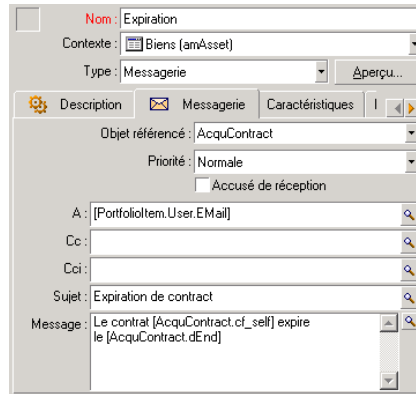 Nom : Expiration
Contexte : Biens (amAsset)
Type : Messagerie Aperçu...
Description Messagerie Caractéristiques
Objet référencé : AcquContract
Priorité : Normale
Accusé de réception
A : [PortfolioItem.User.EMail]
Cc :
Cci :
Sujet : Expiration de contract
Message : Le contrat [AcquContract.cf_self] expire
le [AcquContract.dEnd]